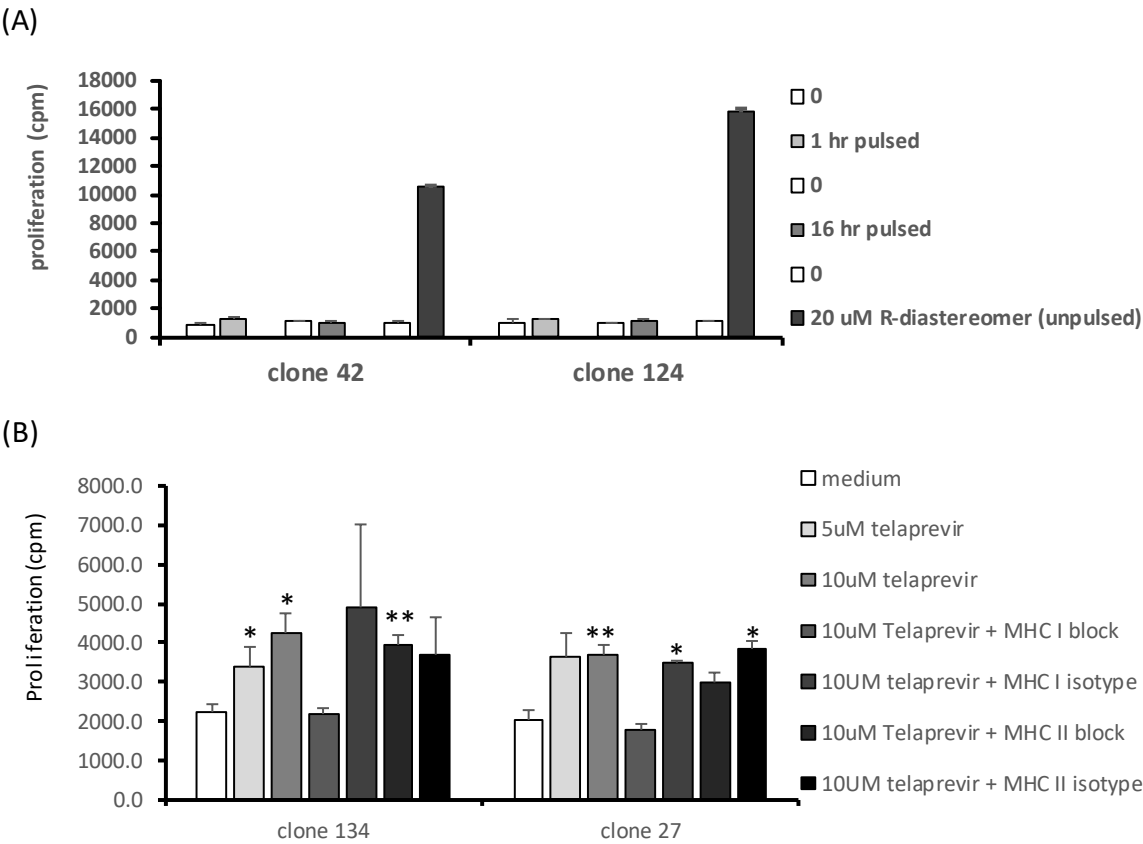 (A)
proliferation (cpm)
18000
16000
14000
12000
10000
8000
6000
4000
2000
0
clone 42
clone 124
0
1 hr pulsed
0
16 hr pulsed
0
20 uM R-diastereomer (unpulsed)
(B)
Proliferation (cpm)
8000.0
7000.0
6000.0
5000.0
4000.0
3000.0
2000.0
1000.0
0.0
*
*
**
**
*
*
clone 134
clone 27
medium
5uM telaprevir
10uM telaprevir
10uM Telaprevir + MHC I block
10UM telaprevir + MHC I isotype
10uM Telaprevir + MHC II block
10UM telaprevir + MHC II isotype